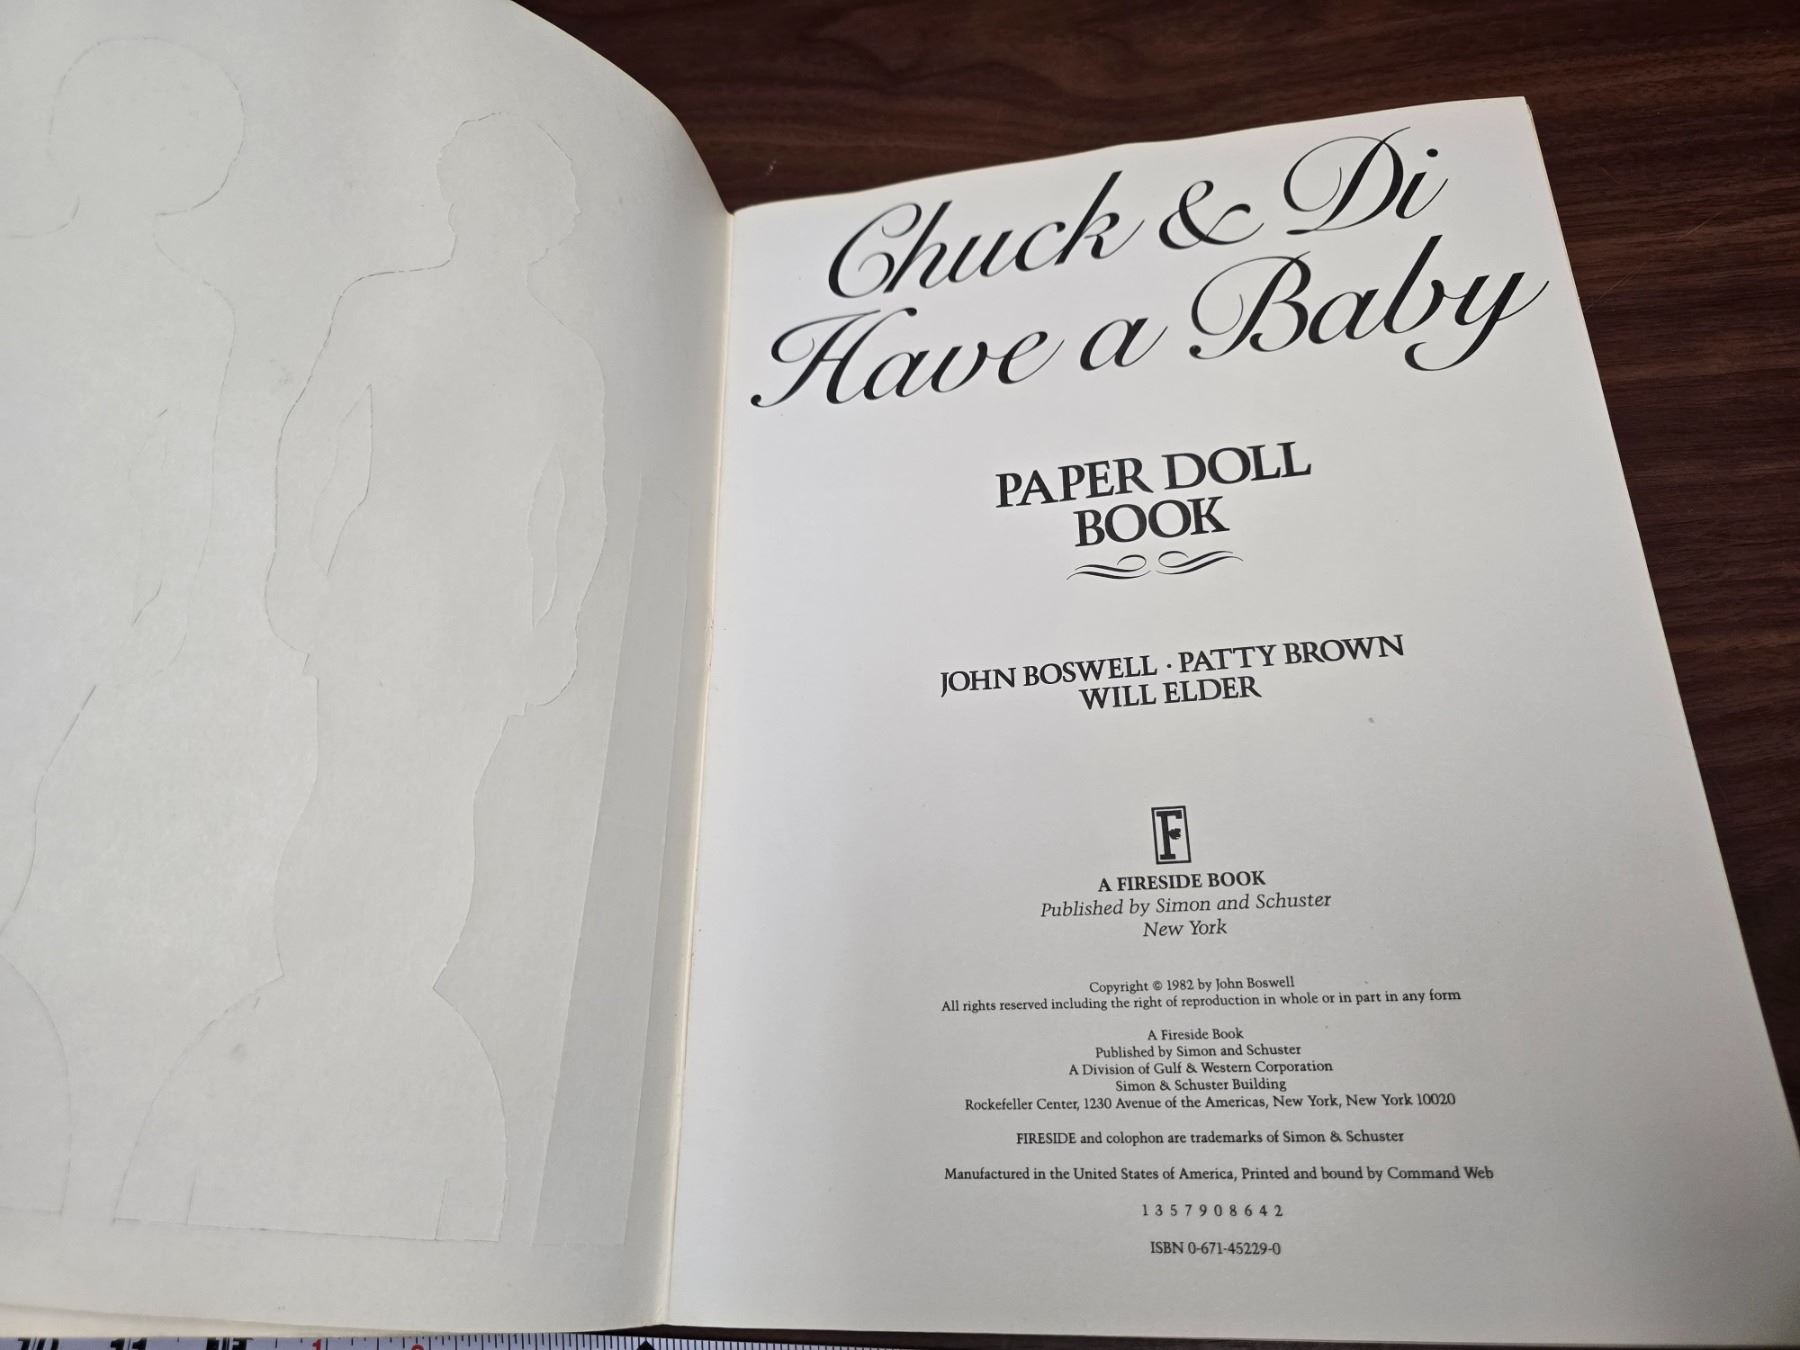 Chuck & Di
Have a Baby
PAPER DOLL
BOOK
JOHN BOSWELL · PATTY BROWN
WILL ELDER
F
A FIRESIDE BOOK
Published by Simon and Schuster
New York
Copyright © 1982 by John Boswell
All rights reserved including the right of reproduction in whole or in part in any form
A Fireside Book
Published by Simon and Schuster
A Division of Gulf & Western Corporation
Simon & Schuster Building
Rockefeller Center, 1230 Avenue of the Americas, New York, New York 10020
FIRESIDE and colophon are trademarks of Simon & Schuster
Manufactured in the United States of America, Printed and bound by Command Web
1 3 5 7 9 0 8 6 4 2
ISBN 0-671-45229-0
10 11 1F 1 2